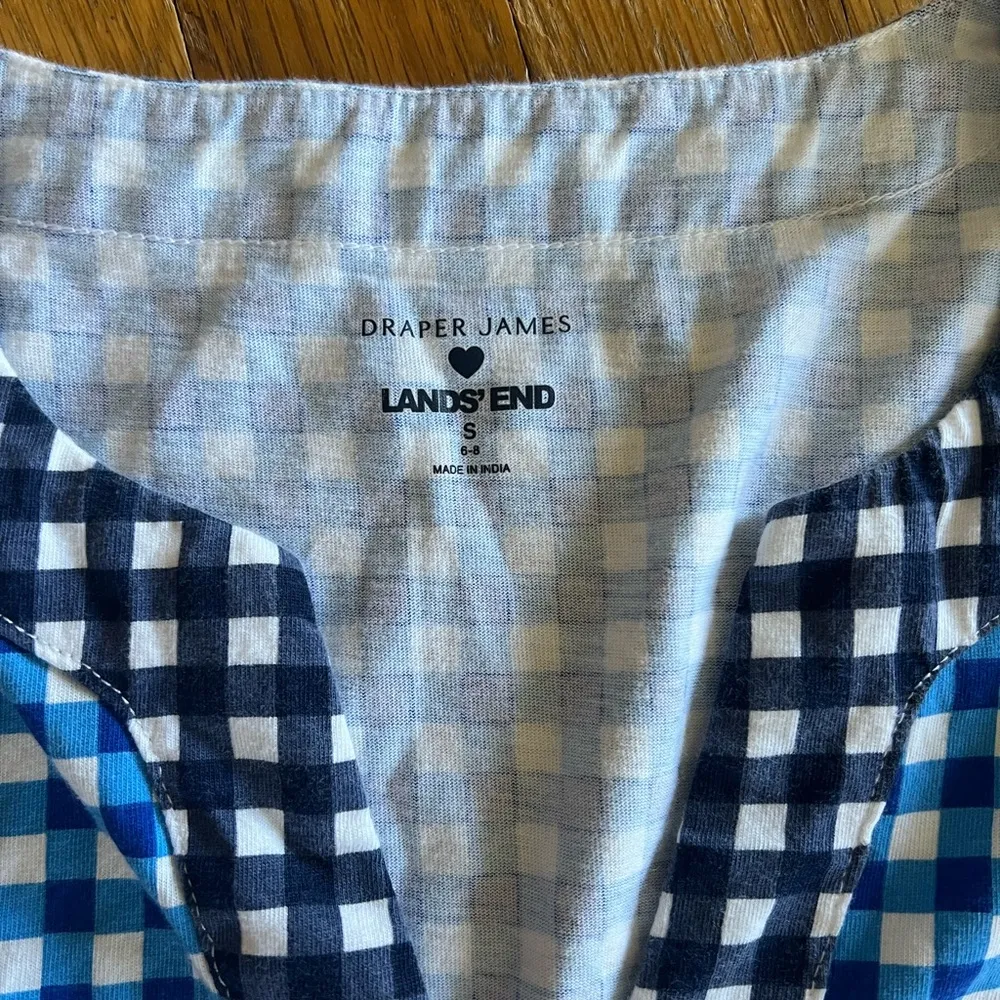 DRAPER JAMES
LANDS' END
S
6-8
MADE IN INDIA